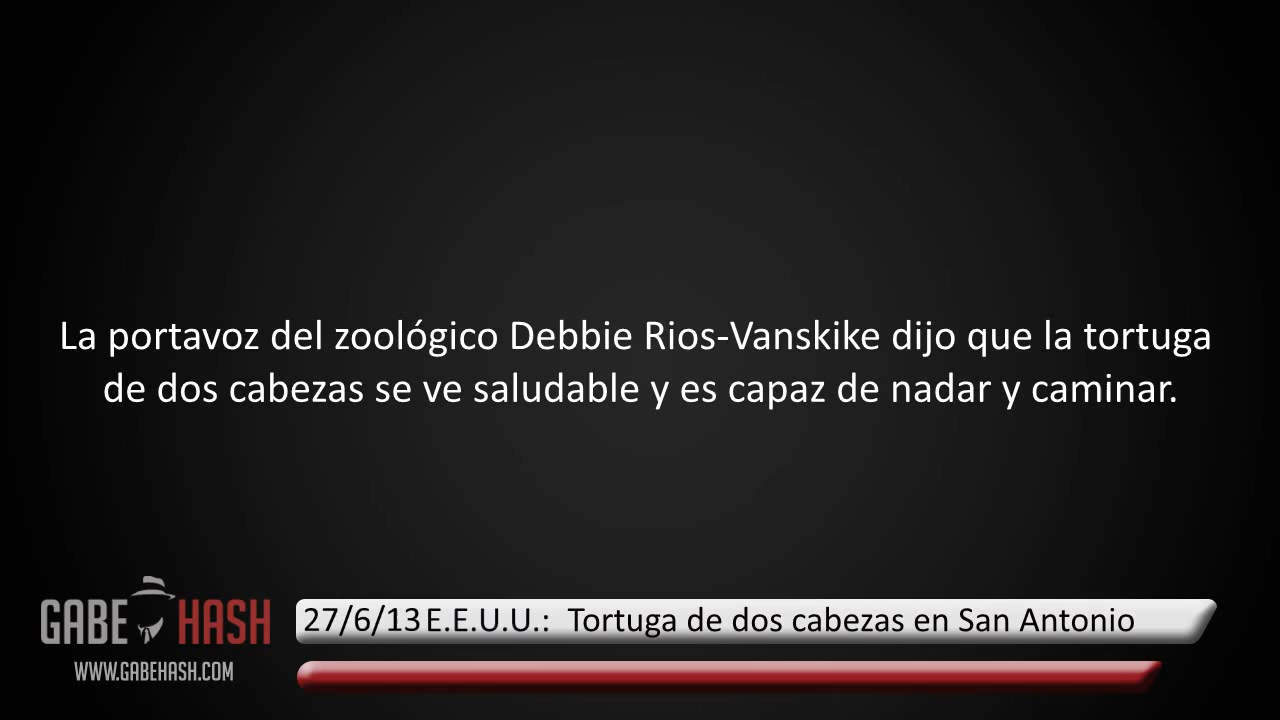 La portavoz del zoológico Debbie Rios-Vanskike dijo que la tortuga
de dos cabezas se ve saludable y es capaz de nadar y caminar.
GABE HASH
WWW.GABEHASH.COM
27/6/13 E.E.U.U.: Tortuga de dos cabezas en San Antonio